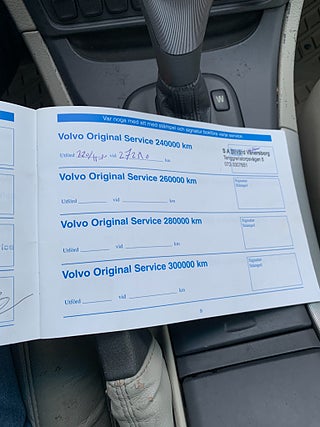 Var noga med att med stämpel och signatur bekräfta varje service.
Volvo Original Service 240000 km
Utförd vid km
Volvo Original Service 260000 km
Utförd vid km
Signatur
Stämpel
Volvo Original Service 280000 km
Utförd vid km
Signatur
Stämpel
Volvo Original Service 300000 km
Utförd vid km
Signatur
Stämpel
W